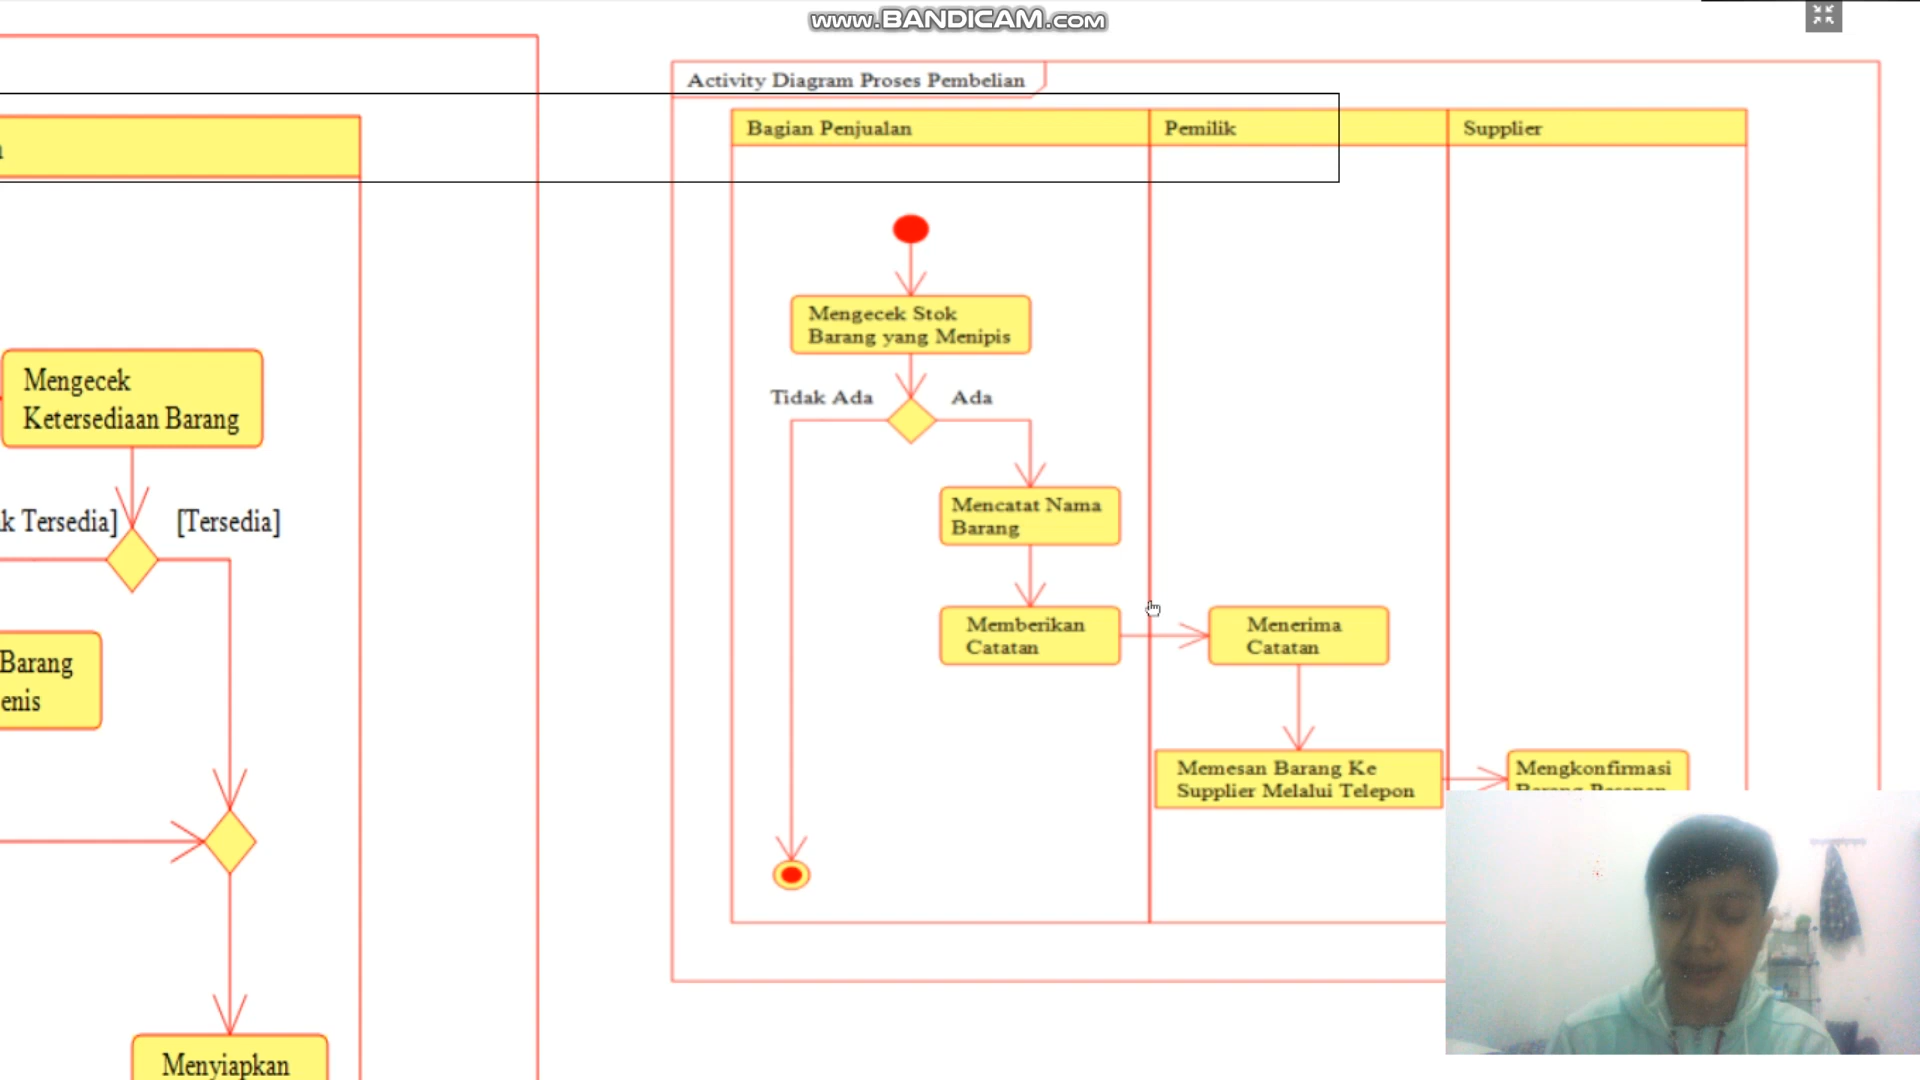 www.BANDICAM.com
Activity Diagram Proses Pembelian
Bagian Penjualan
Pemilik
Supplier
Mengecek Stok
Barang yang Menipis
Tidak Ada
Ada
Mencatat Nama
Barang
Memberikan
Catatan
Menerima
Catatan
Memesan Barang Ke
Supplier Melalui Telepon
Mengkonfirmasi
Barang Pesanan
Mengecek
Ketersediaan Barang
k Tersedia]
[Tersedia]
Barang
enis
Menyiapkan